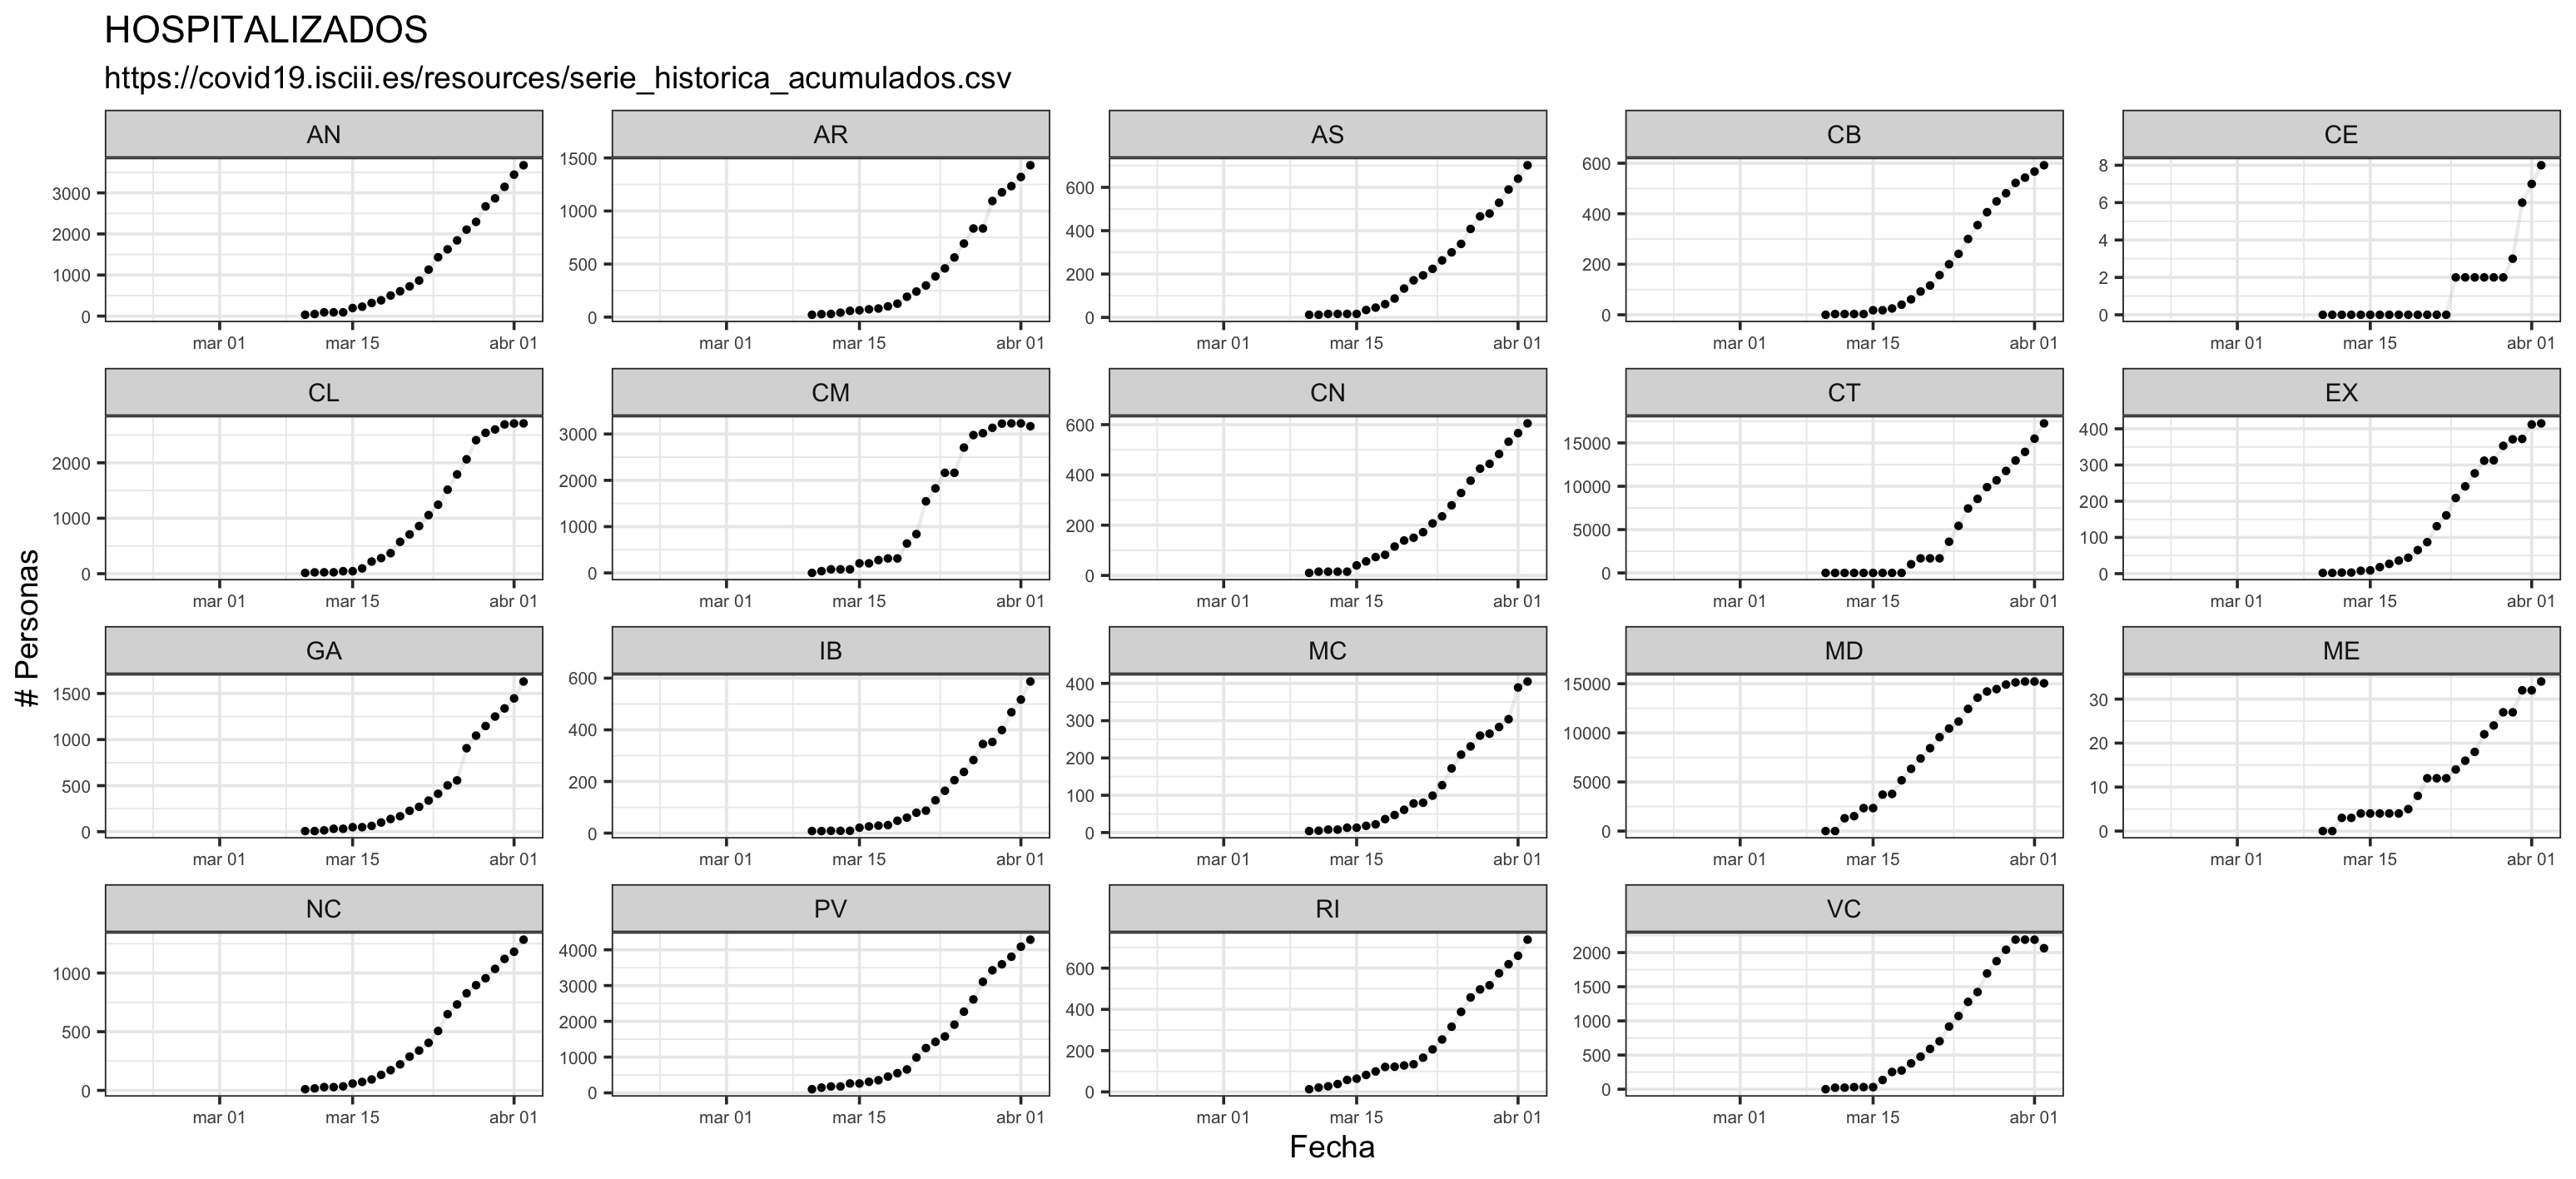 HOSPITALIZADOS
https://covid19.isciii.es/resources/serie_historica_acumulados.csv
# Personas
AN
3000
2000
1000
0
mar 01 mar 15 abr 01
AR
1500
1000
500
0
mar 01 mar 15 abr 01
AS
600
400
200
0
mar 01 mar 15 abr 01
CB
600
400
200
0
mar 01 mar 15 abr 01
CE
8
6
4
2
0
mar 01 mar 15 abr 01
CL
2000
1000
0
mar 01 mar 15 abr 01
CM
3000
2000
1000
0
mar 01 mar 15 abr 01
CN
600
400
200
0
mar 01 mar 15 abr 01
CT
15000
10000
5000
0
mar 01 mar 15 abr 01
EX
400
300
200
100
0
mar 01 mar 15 abr 01
GA
1500
1000
500
0
mar 01 mar 15 abr 01
IB
600
400
200
0
mar 01 mar 15 abr 01
MC
400
300
200
100
0
mar 01 mar 15 abr 01
MD
15000
10000
5000
0
mar 01 mar 15 abr 01
ME
30
20
10
0
mar 01 mar 15 abr 01
NC
1000
500
0
mar 01 mar 15 abr 01
PV
4000
3000
2000
1000
0
mar 01 mar 15 abr 01
RI
600
400
200
0
mar 01 mar 15 abr 01
VC
2000
1500
1000
500
0
mar 01 mar 15 abr 01
Fecha